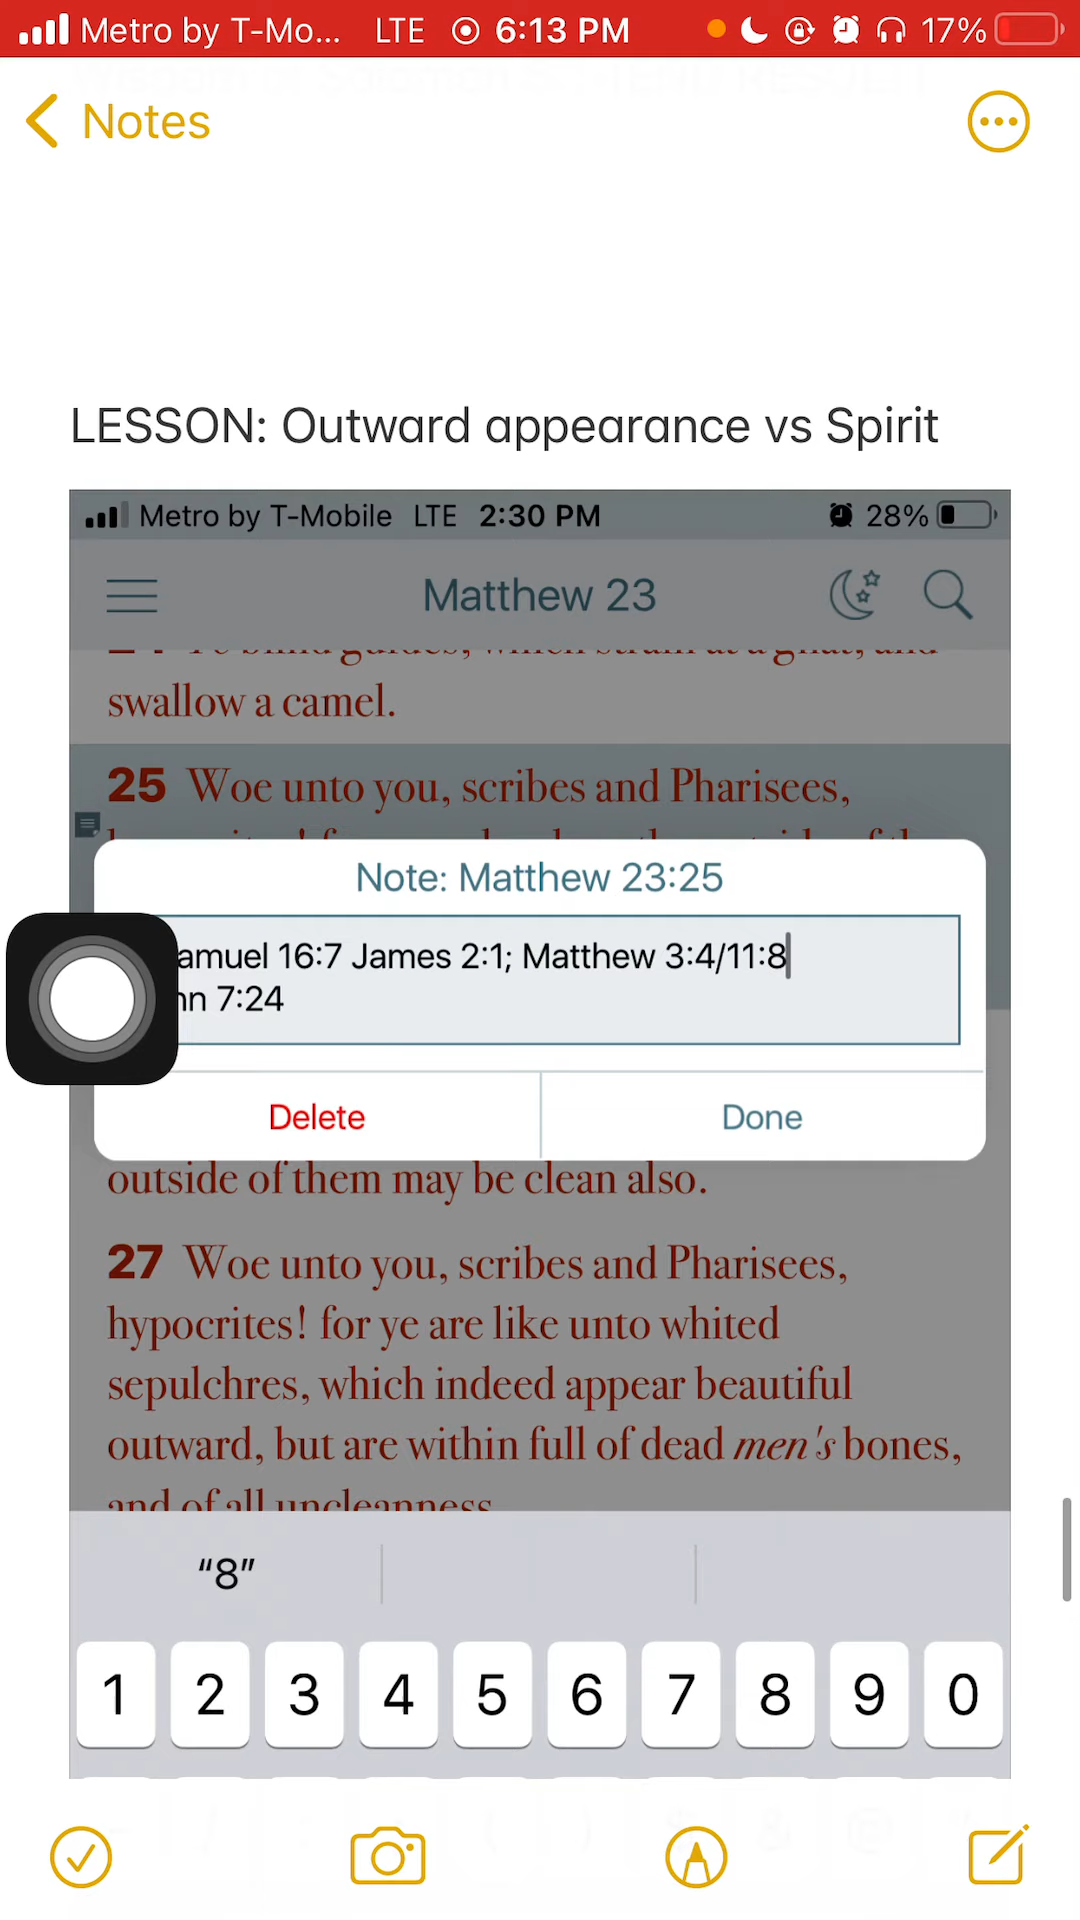 Metro by T-Mo... LTE 6:13 PM 17%
Notes
LESSON: Outward appearance vs Spirit
Metro by T-Mobile LTE 2:30 PM 28%
Matthew 23
swallow a camel.
25 Woe unto you, scribes and Pharisees,
Note: Matthew 23:25
amuel 16:7 James 2:1; Matthew 3:4/11:8
nn 7:24
Delete Done
outside of them may be clean also.
27 Woe unto you, scribes and Pharisees,
hypocrites! for ye are like unto whited
sepulchres, which indeed appear beautiful
outward, but are within full of dead men's bones,
and of all uncleanness
“8”
1 2 3 4 5 6 7 8 9 0